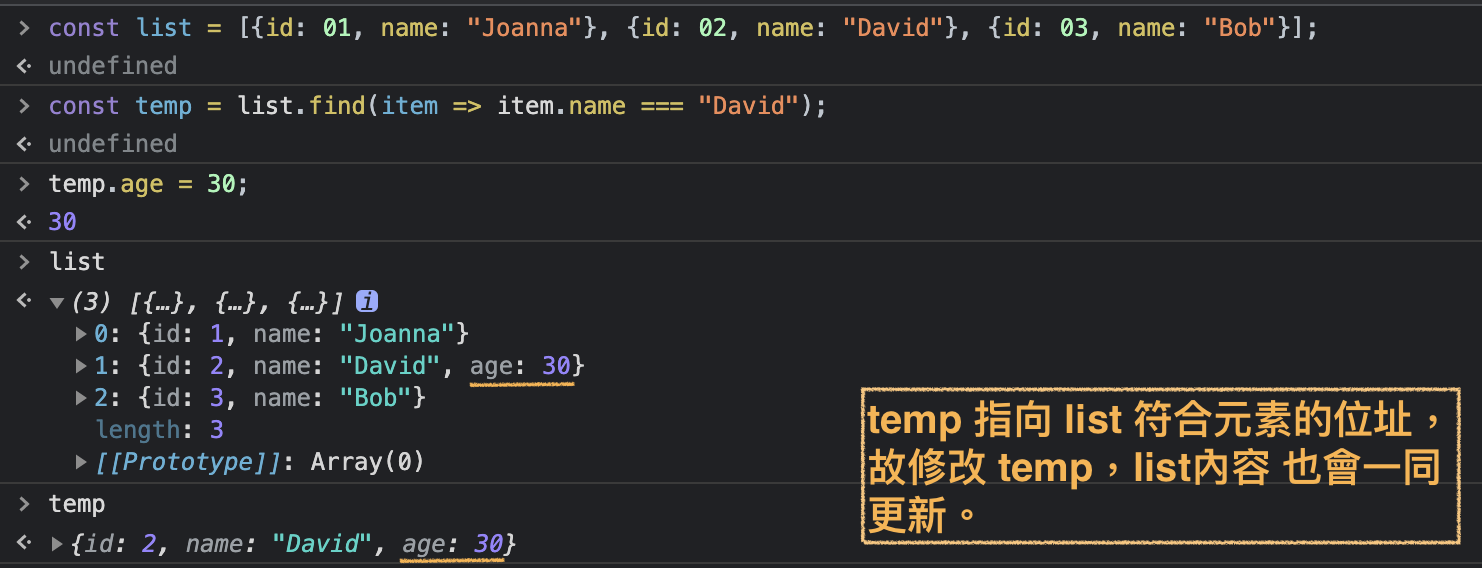 > const list = [{id: 01, name: "Joanna"}, {id: 02, name: "David"}, {id: 03, name: "Bob"}];
< undefined
> const temp = list.find(item => item.name === "David");
< undefined
> temp.age = 30;
< 30
> list
< ▼(3) [{…}, {…}, {…}] i
▶0: {id: 1, name: "Joanna"}
▶1: {id: 2, name: "David", age: 30}
▶2: {id: 3, name: "Bob"}
length: 3
▶[[Prototype]]: Array(0)
> temp
< ▶{id: 2, name: "David", age: 30}
temp 指向 list 符合元素的位址，
故修改 temp，list內容 也會一同
更新。